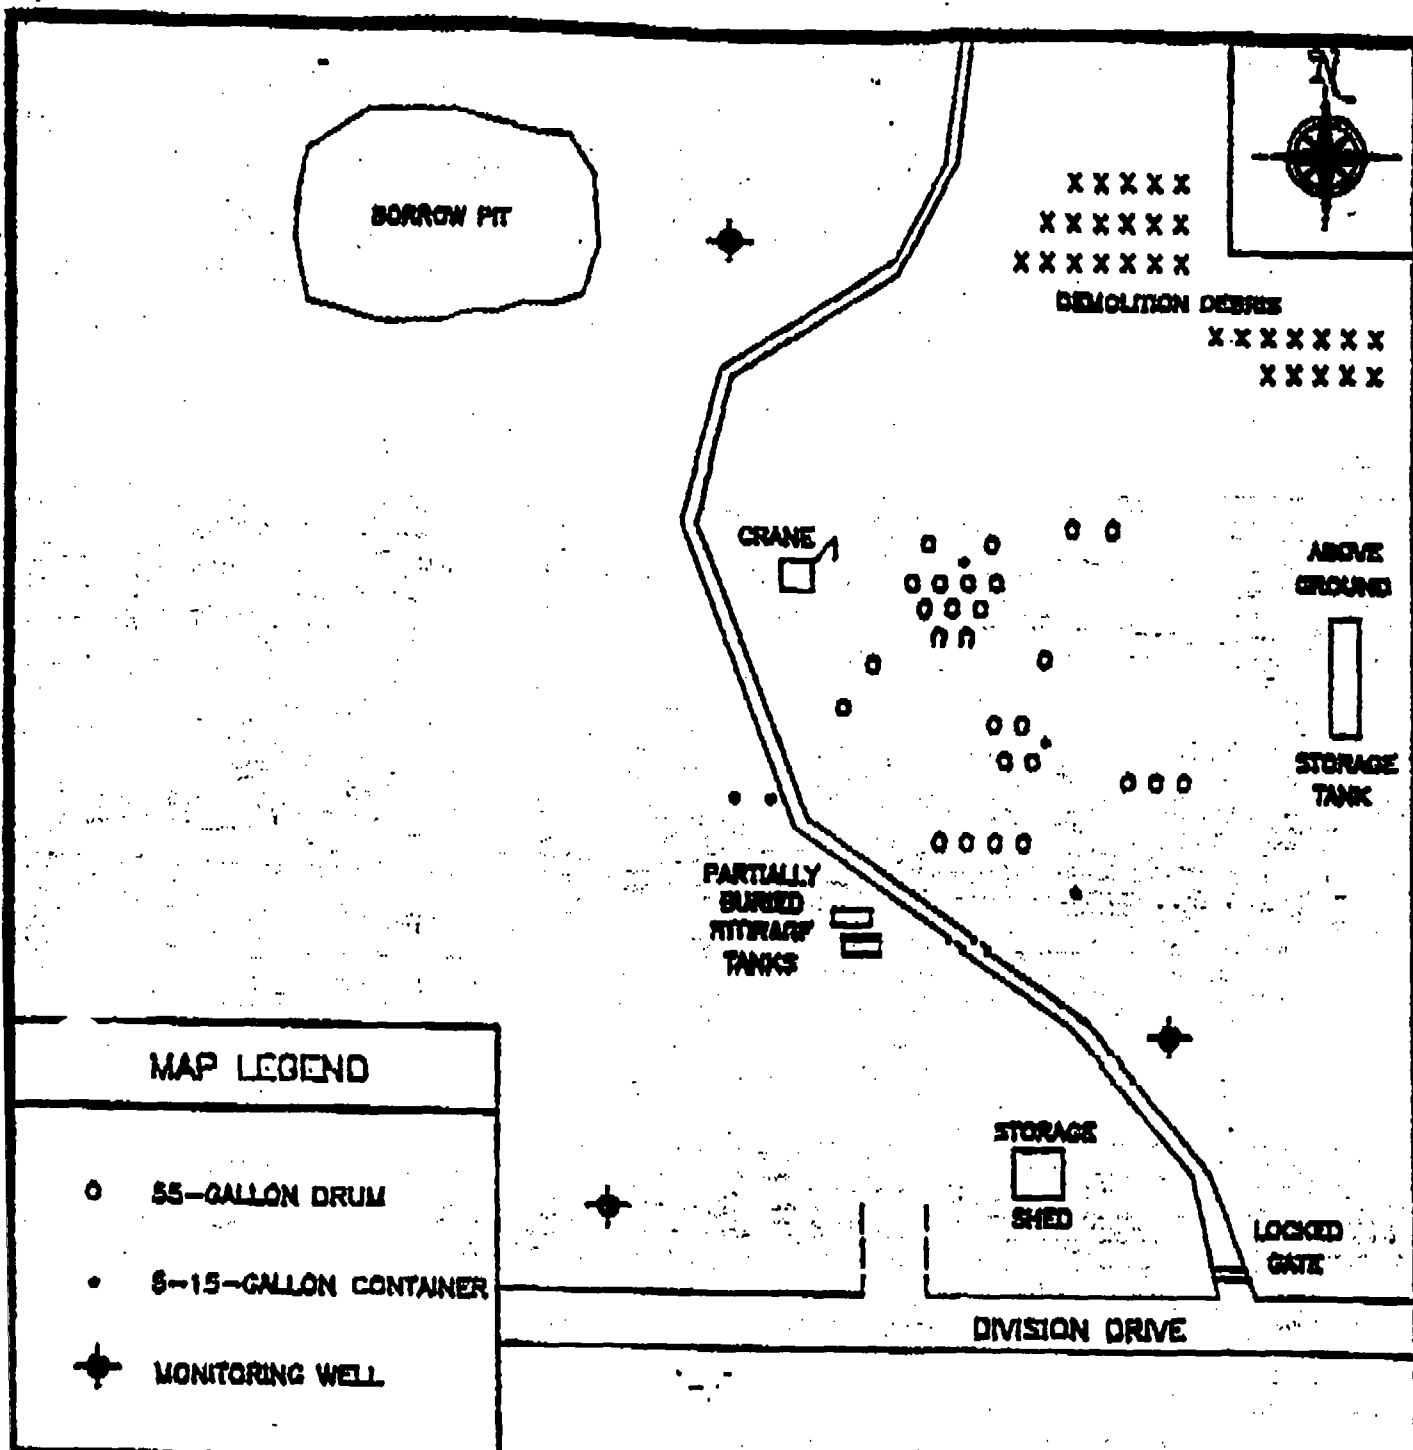 N
BORROW PIT
X X X X X
X X X X X X
X X X X X X X
DEMOLITION DEBRIS
X X X X X X X
X X X X X
CRANE
ABOVE
GROUND
STORAGE
TANK
PARTIALLY
BURIED
STORAGE
TANKS
MAP LEGEND
55-GALLON DRUM
5-15-GALLON CONTAINER
MONITORING WELL
STORAGE
SHED
LOCKED
GATE
DIVISION DRIVE